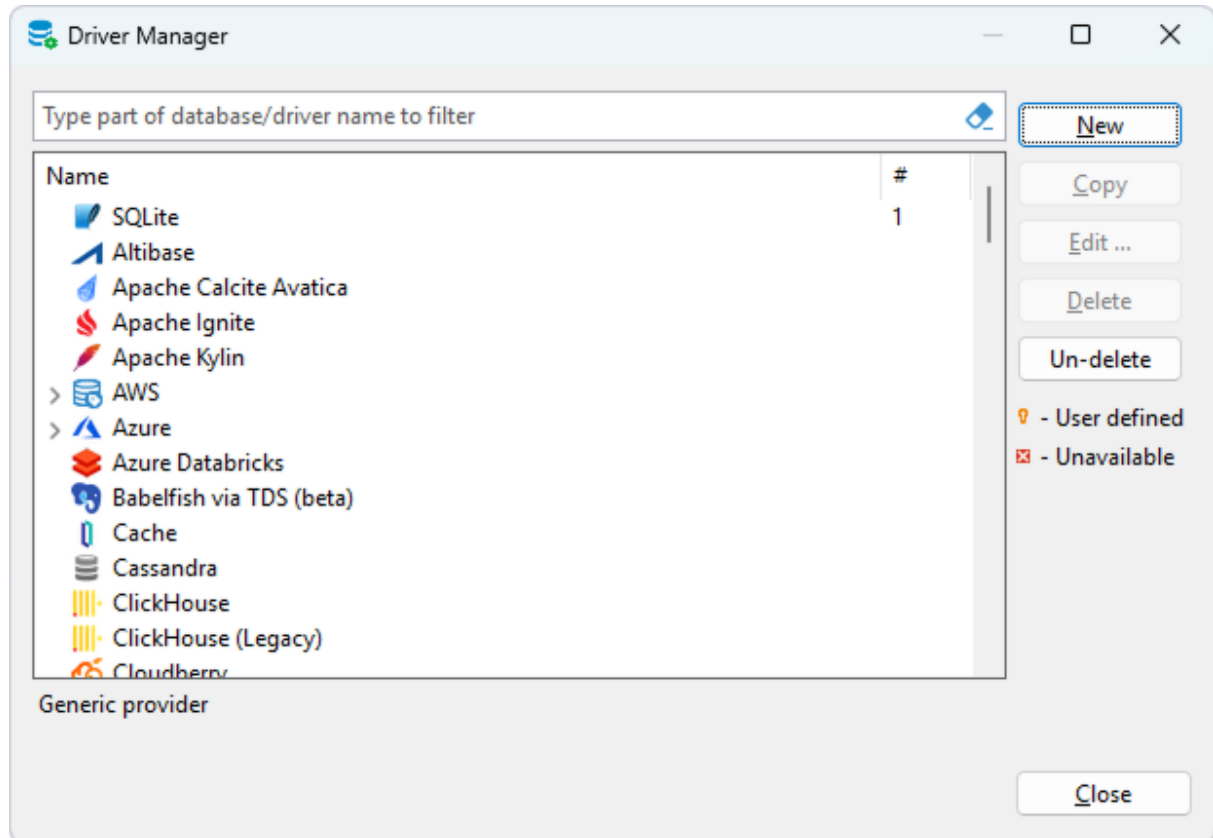 Driver Manager
Type part of database/driver name to filter
New
Name #
Copy
SQLite 1
Edit ...
Altibase
Apache Calcite Avatica
Delete
Apache Ignite
Apache Kylin
Un-delete
AWS
- User defined
Azure
- Unavailable
Azure Databricks
Babelfish via TDS (beta)
Cache
Cassandra
ClickHouse
ClickHouse (Legacy)
Cloudberry
Generic provider
Close